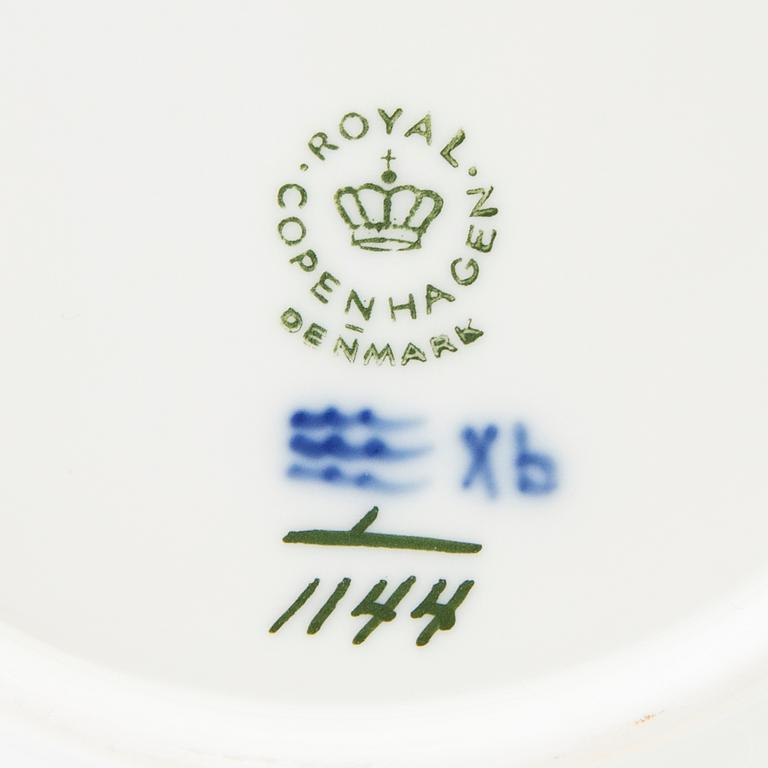 ROYAL
COPENHAGEN
DENMARK
Xb
1144